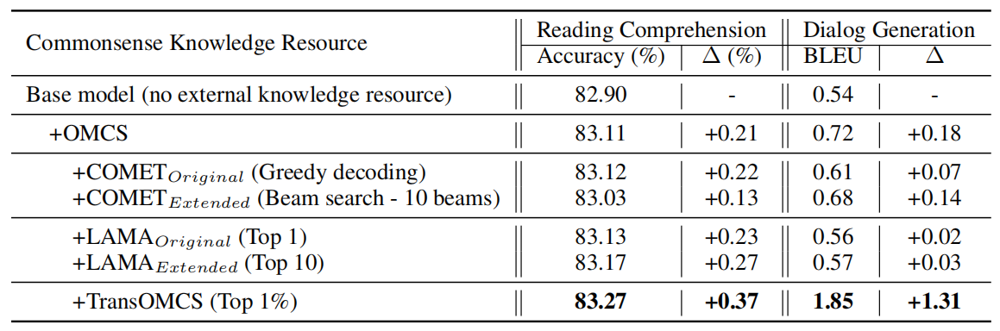 Commonsense Knowledge Resource Reading Comprehension Dialog Generation
Accuracy (%) Δ (%) BLEU Δ
Base model (no external knowledge resource) 82.90 - 0.54 -
+OMCS 83.11 +0.21 0.72 +0.18
+COMET Original (Greedy decoding) 83.12 +0.22 0.61 +0.07
+COMET Extended (Beam search - 10 beams) 83.03 +0.13 0.68 +0.14
+LAMA Original (Top 1) 83.13 +0.23 0.56 +0.02
+LAMA Extended (Top 10) 83.17 +0.27 0.57 +0.03
+TransOMCS (Top 1%) 83.27 +0.37 1.85 +1.31